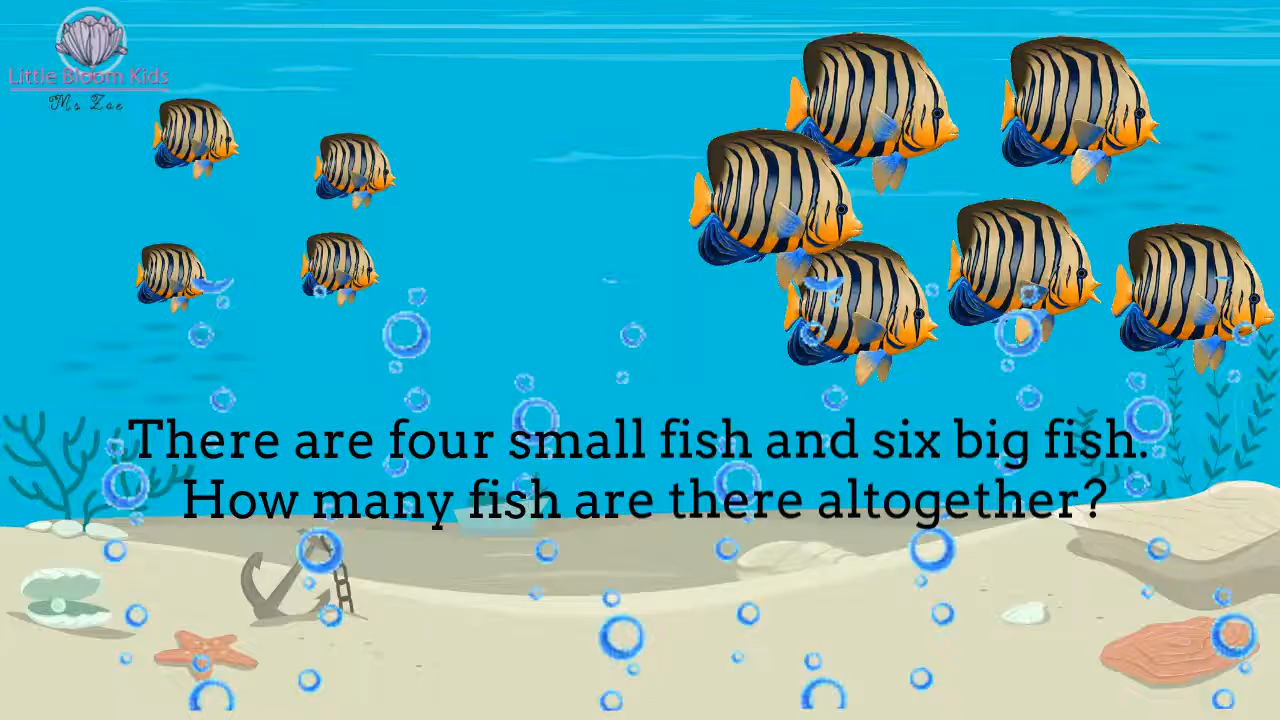 Little Bloom Kids
Ms Zoe
There are four small fish and six big fish.
How many fish are there altogether?